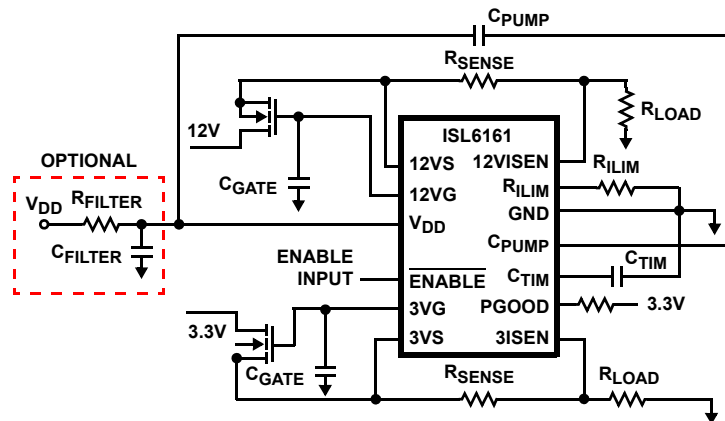 CPUMP
RSENSE
RLOAD
12V
ISL6161
OPTIONAL
12VS 12VISEN
RILIM
CGATE
12VG RILIM
VDD RFILTER
VDD GND
CPUMP
CFILTER
ENABLE
INPUT
ENABLE CTIM CTIM
3VG PGOOD 3.3V
3.3V
3VS 3ISEN
CGATE RSENSE RLOAD